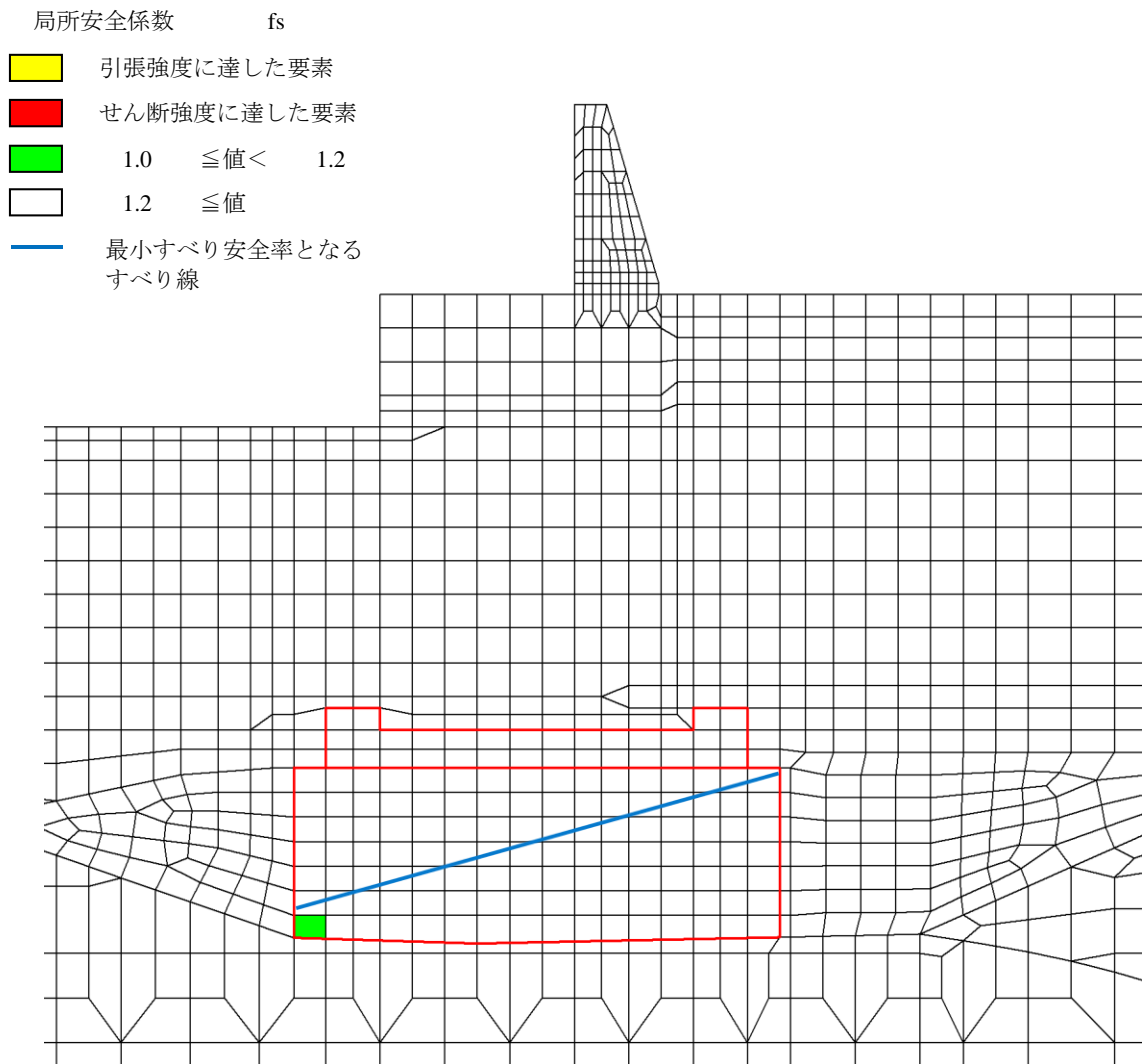 局所安全係数 fs
引張強度に達した要素
せん断強度に達した要素
1.0 ≦値< 1.2
1.2 ≦値
最小すべり安全率となる
すべり線